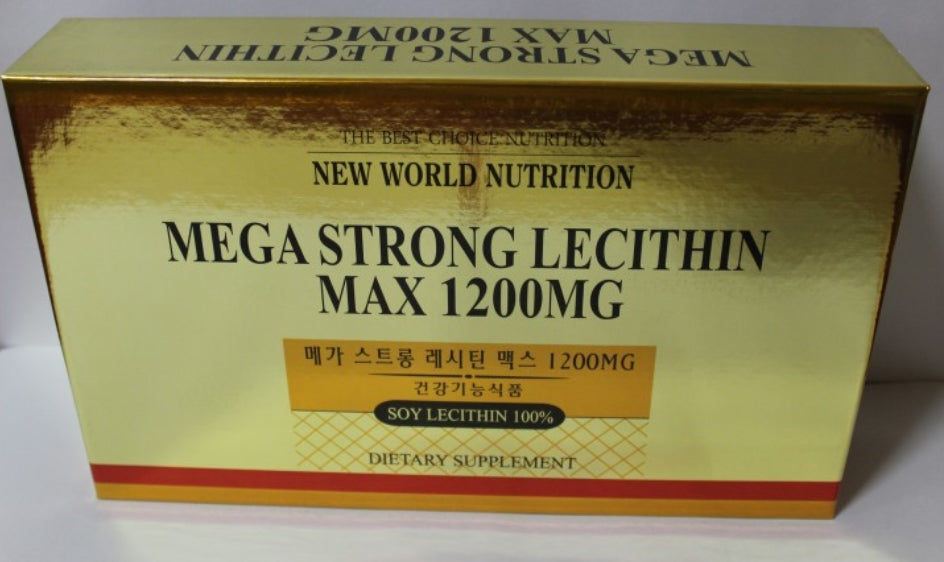 MEGA STRONG LECITHIN
MAX 1200MG
THE BEST CHOICE NUTRITION
NEW WORLD NUTRITION
MEGA STRONG LECITHIN
MAX 1200MG
메가 스트롱 레시틴 맥스 1200MG
건강기능식품
SOY LECITHIN 100%
DIETARY SUPPLEMENT